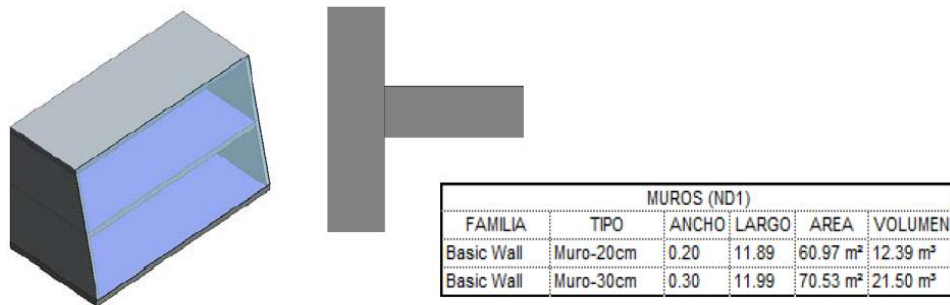 MUROS (ND1)
FAMILIA TIPO ANCHO LARGO AREA VOLUMEN
Basic Wall Muro-20cm 0.20 11.89 60.97 m² 12.39 m³
Basic Wall Muro-30cm 0.30 11.99 70.53 m² 21.50 m³